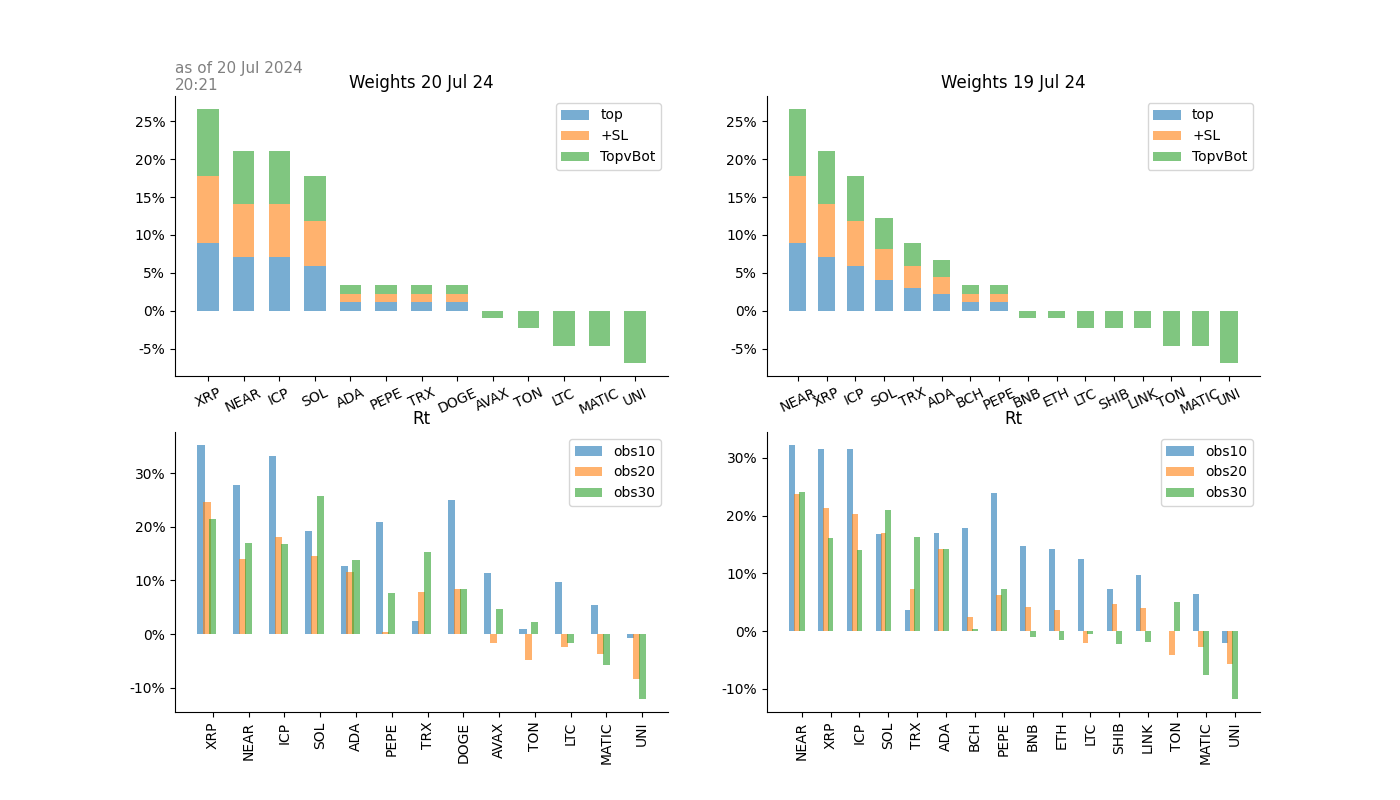 as of 20 Jul 2024
20:21
Weights 20 Jul 24
25%
20%
15%
10%
5%
0%
-5%
top
+SL
TopvBot
XRP NEAR ICP SOL ADA PEPE TRX DOGE AVAX TON LTC MATIC UNI
Weights 19 Jul 24
25%
20%
15%
10%
5%
0%
-5%
top
+SL
TopvBot
NEAR XRP ICP SOL TRX ADA BCH PEPE BNB ETH LTC SHIB LINK TON MATIC UNI
Rt
30%
20%
10%
0%
-10%
obs10
obs20
obs30
XRP NEAR ICP SOL ADA PEPE TRX DOGE AVAX TON LTC MATIC UNI
Rt
30%
20%
10%
0%
-10%
obs10
obs20
obs30
NEAR XRP ICP SOL TRX ADA BCH PEPE BNB ETH LTC SHIB LINK TON MATIC UNI